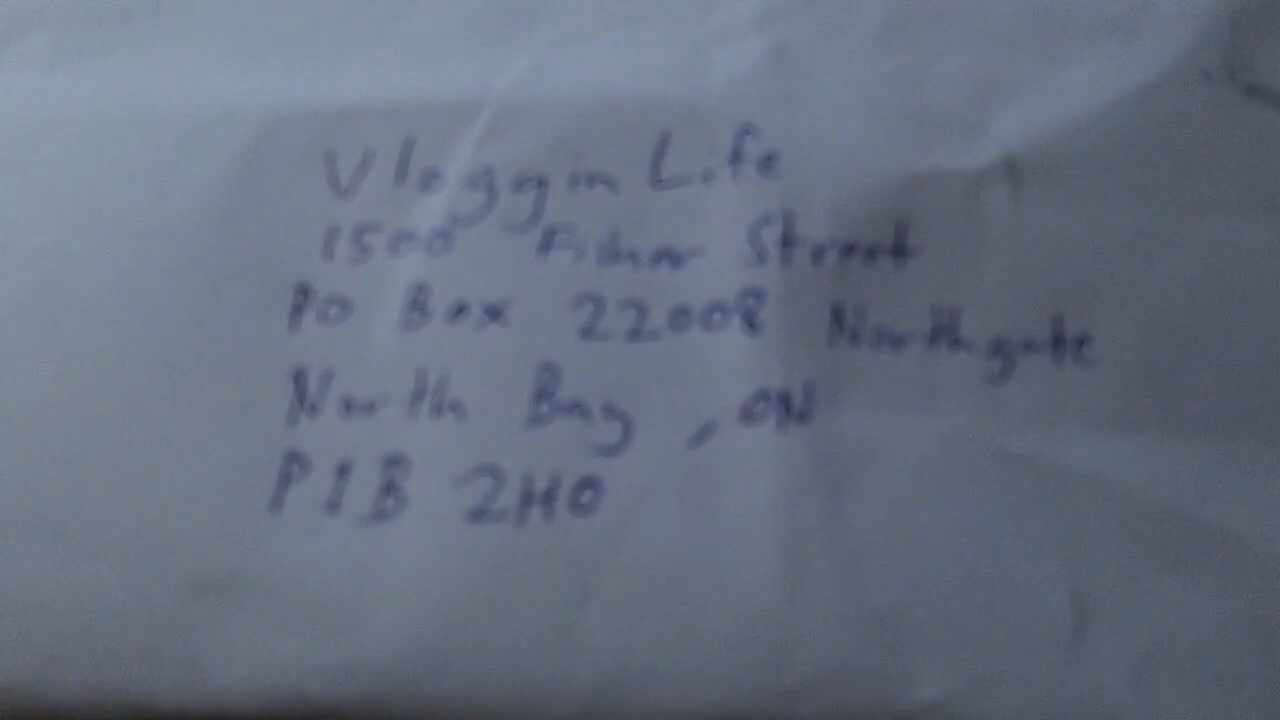 Vloggin Life
1500 Fisher Street
PO Box 22008 Northgate
North Bay, ON
P1B 2H0